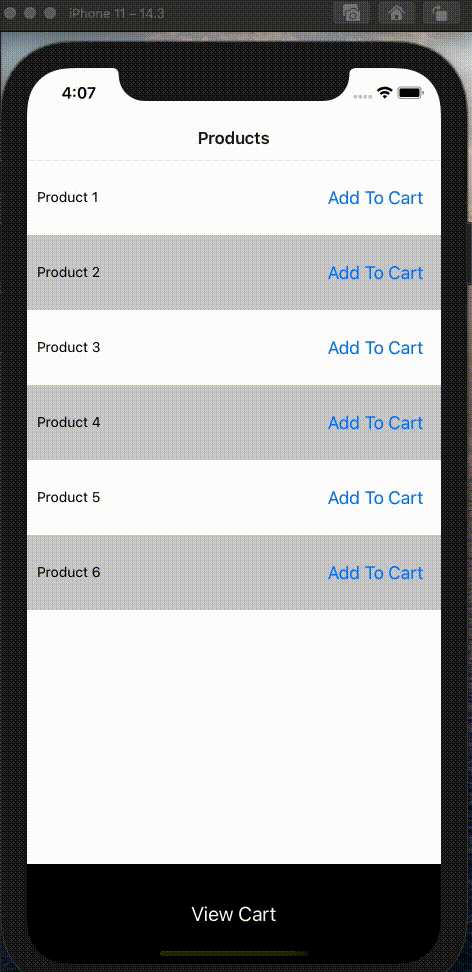 iPhone 11 – 14.3
4:07
Products
Product 1 Add To Cart
Product 2 Add To Cart
Product 3 Add To Cart
Product 4 Add To Cart
Product 5 Add To Cart
Product 6 Add To Cart
View Cart